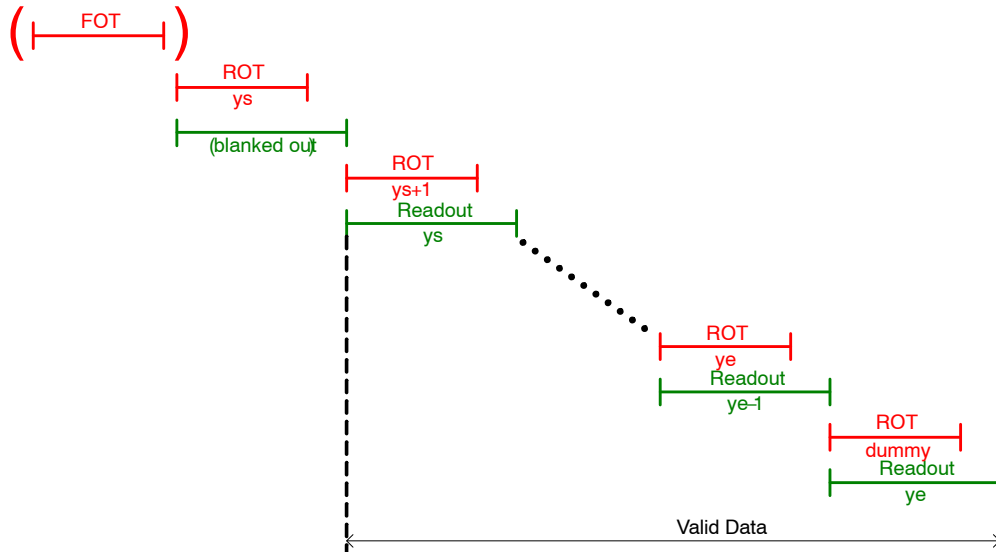 ( FOT )
ROT
ys
(blanked out)
ROT
ys+1
Readout
ys
ROT
ye
Readout
ye–1
ROT
dummy
Readout
ye
Valid Data